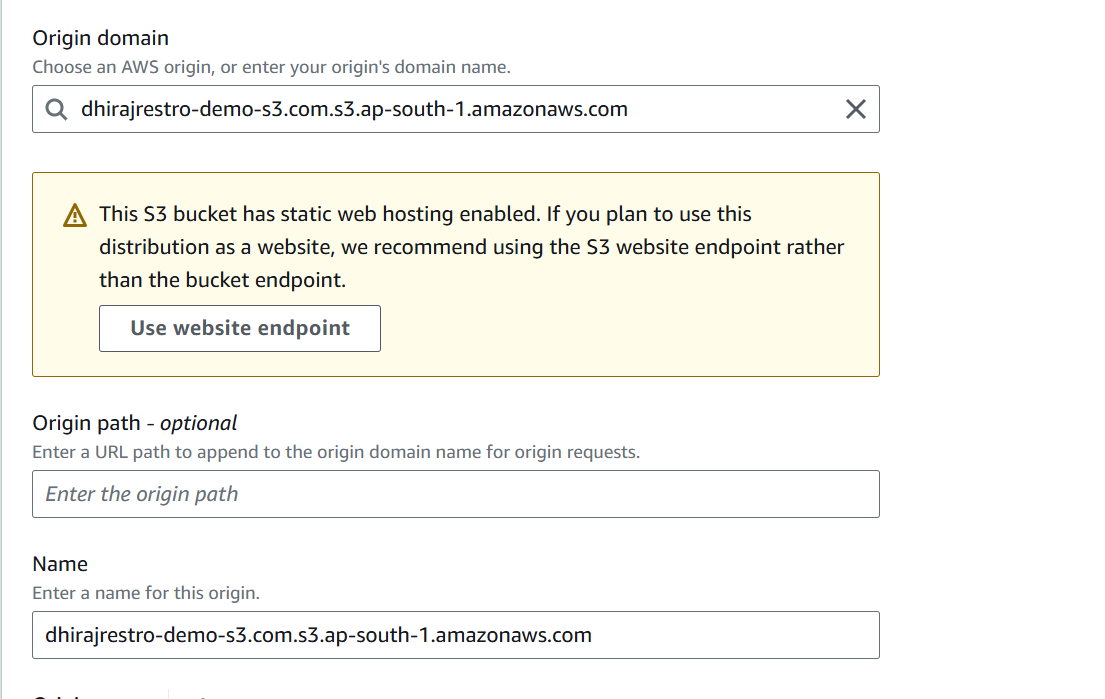 Origin domain
Choose an AWS origin, or enter your origin's domain name.
dhirajrestro-demo-s3.com.s3.ap-south-1.amazonaws.com
This S3 bucket has static web hosting enabled. If you plan to use this
distribution as a website, we recommend using the S3 website endpoint rather
than the bucket endpoint.
Use website endpoint
Origin path - optional
Enter a URL path to append to the origin domain name for origin requests.
Enter the origin path
Name
Enter a name for this origin.
dhirajrestro-demo-s3.com.s3.ap-south-1.amazonaws.com